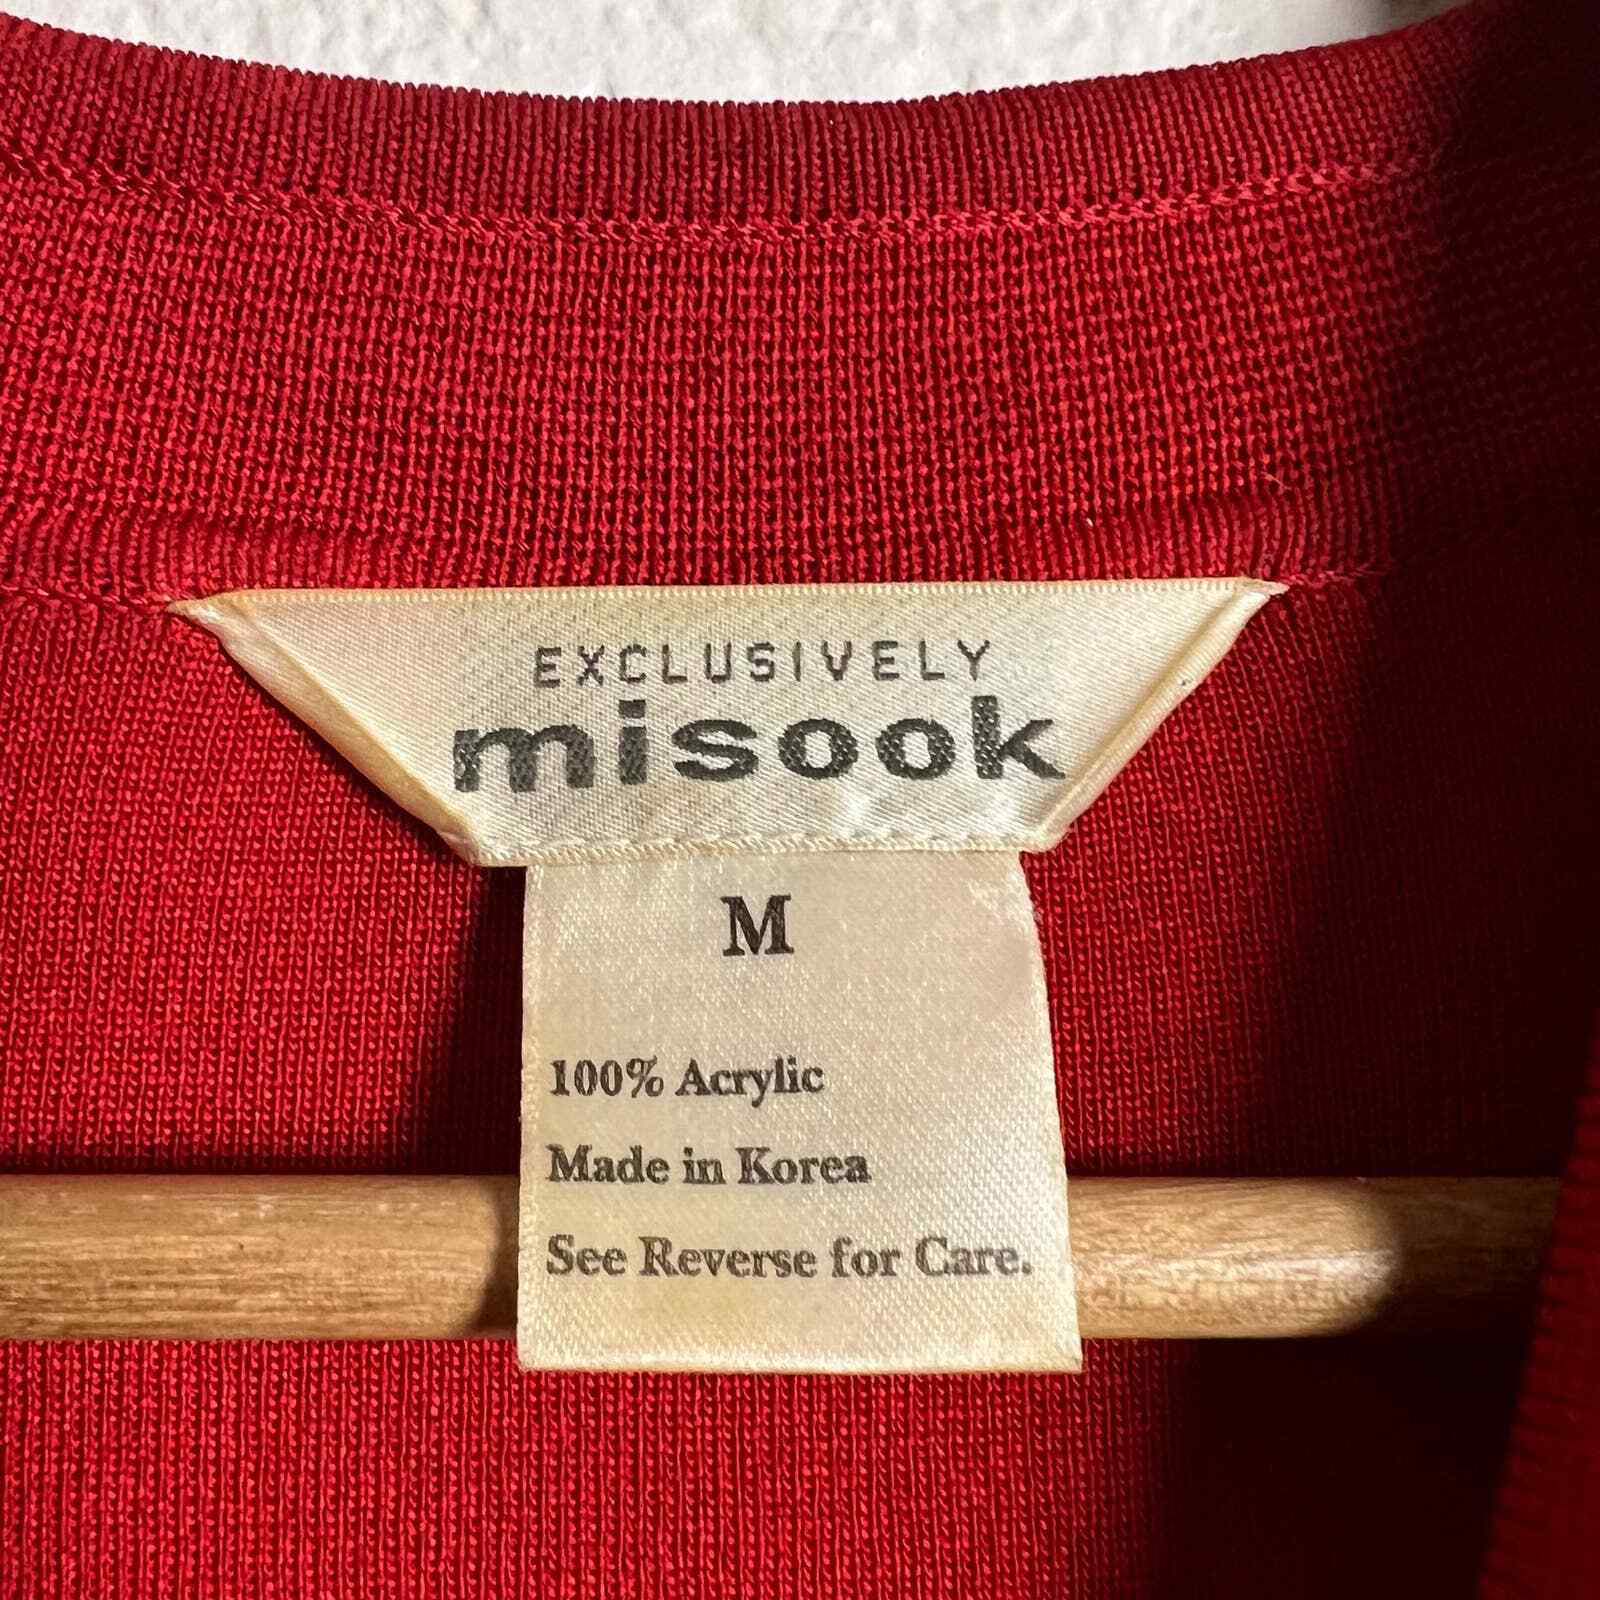 EXCLUSIVELY
misook
M
100% Acrylic
Made in Korea
See Reverse for Care.